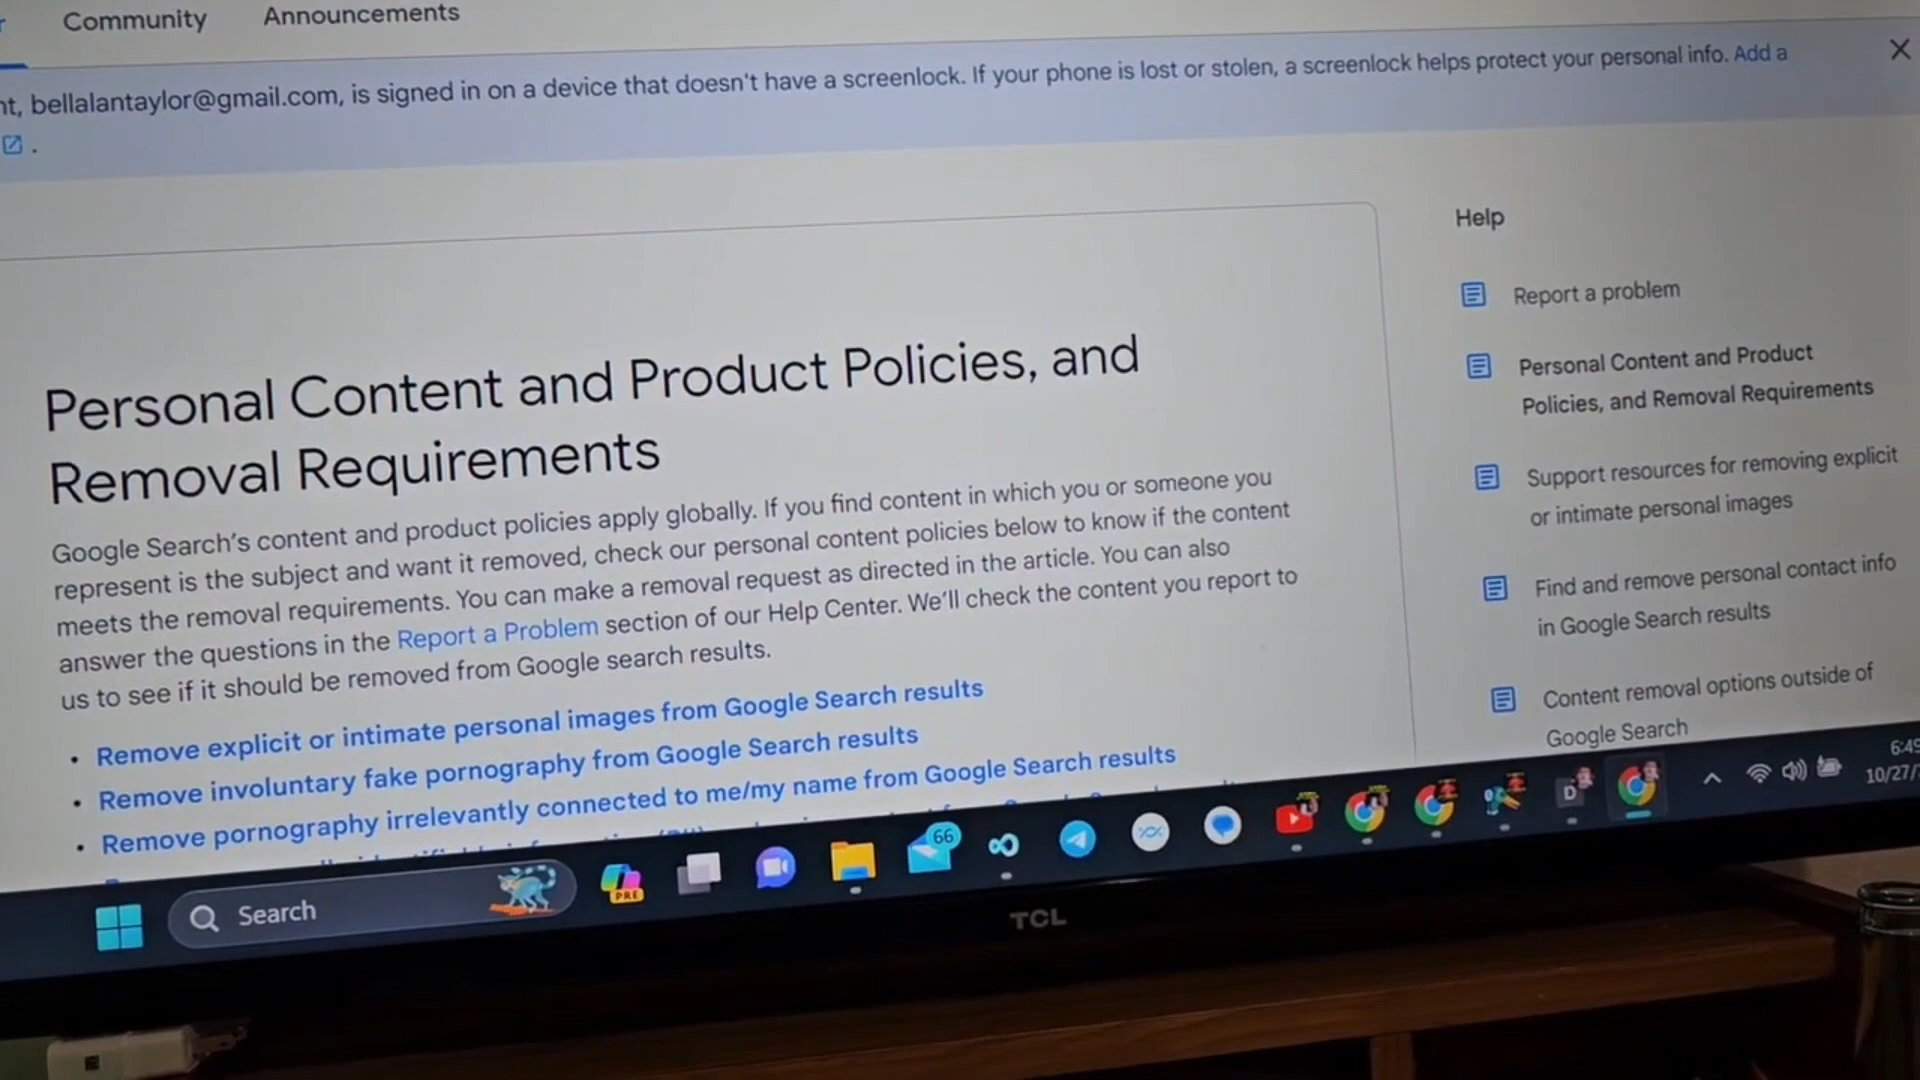 Community Announcements
nt, bellalantaylor@gmail.com, is signed in on a device that doesn't have a screenlock. If your phone is lost or stolen, a screenlock helps protect your personal info. Add a
.
Personal Content and Product Policies, and
Removal Requirements
Google Search's content and product policies apply globally. If you find content in which you or someone you
represent is the subject and want it removed, check our personal content policies below to know if the content
meets the removal requirements. You can make a removal request as directed in the article. You can also
answer the questions in the Report a Problem section of our Help Center. We'll check the content you report to
us to see if it should be removed from Google search results.
• Remove explicit or intimate personal images from Google Search results
• Remove involuntary fake pornography from Google Search results
• Remove pornography irrelevantly connected to me/my name from Google Search results
Help
Report a problem
Personal Content and Product
Policies, and Removal Requirements
Support resources for removing explicit
or intimate personal images
Find and remove personal contact info
in Google Search results
Content removal options outside of
Google Search
Search
PRE
66
D
6:49
10/27/
TCL